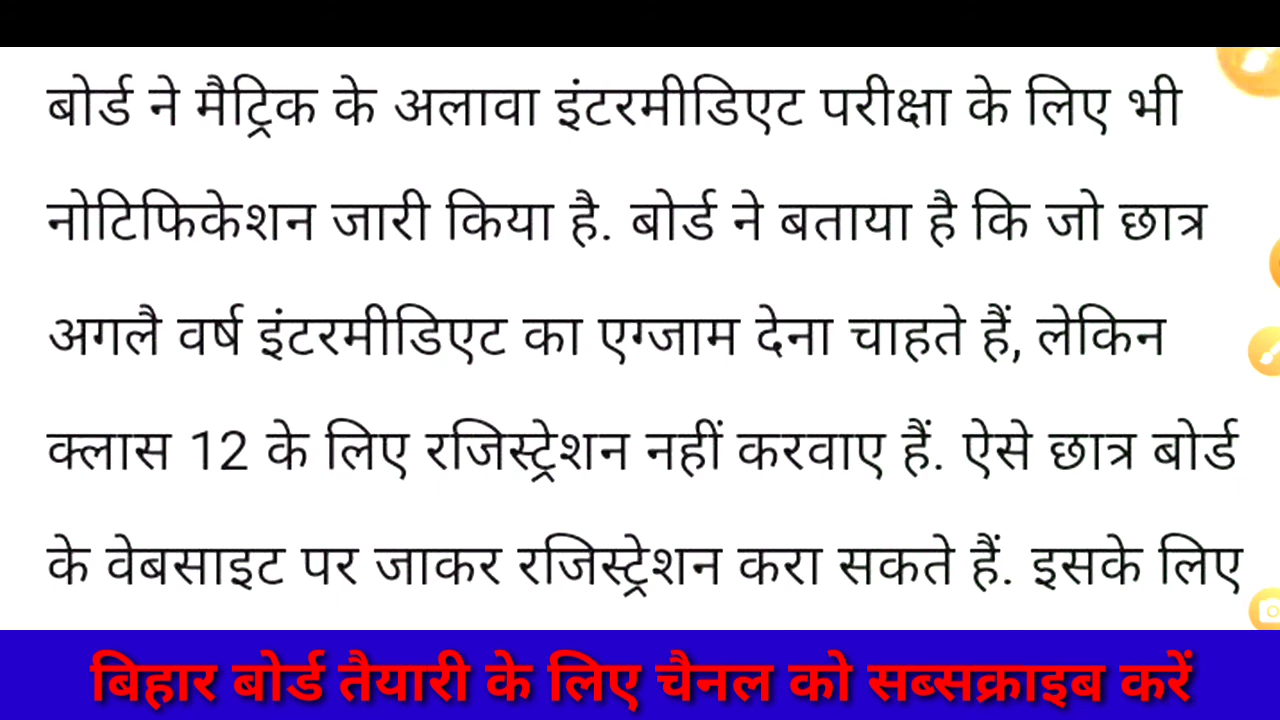 बोर्ड ने मैट्रिक के अलावा इंटरमीडिएट परीक्षा के लिए भी
नोटिफिकेशन जारी किया है. बोर्ड ने बताया है कि जो छात्र
अगलै वर्ष इंटरमीडिएट का एग्जाम देना चाहते हैं, लेकिन
क्लास 12 के लिए रजिस्ट्रेशन नहीं करवाए हैं. ऐसे छात्र बोर्ड
के वेबसाइट पर जाकर रजिस्ट्रेशन करा सकते हैं. इसके लिए
बिहार बोर्ड तैयारी के लिए चैनल को सब्सक्राइब करें